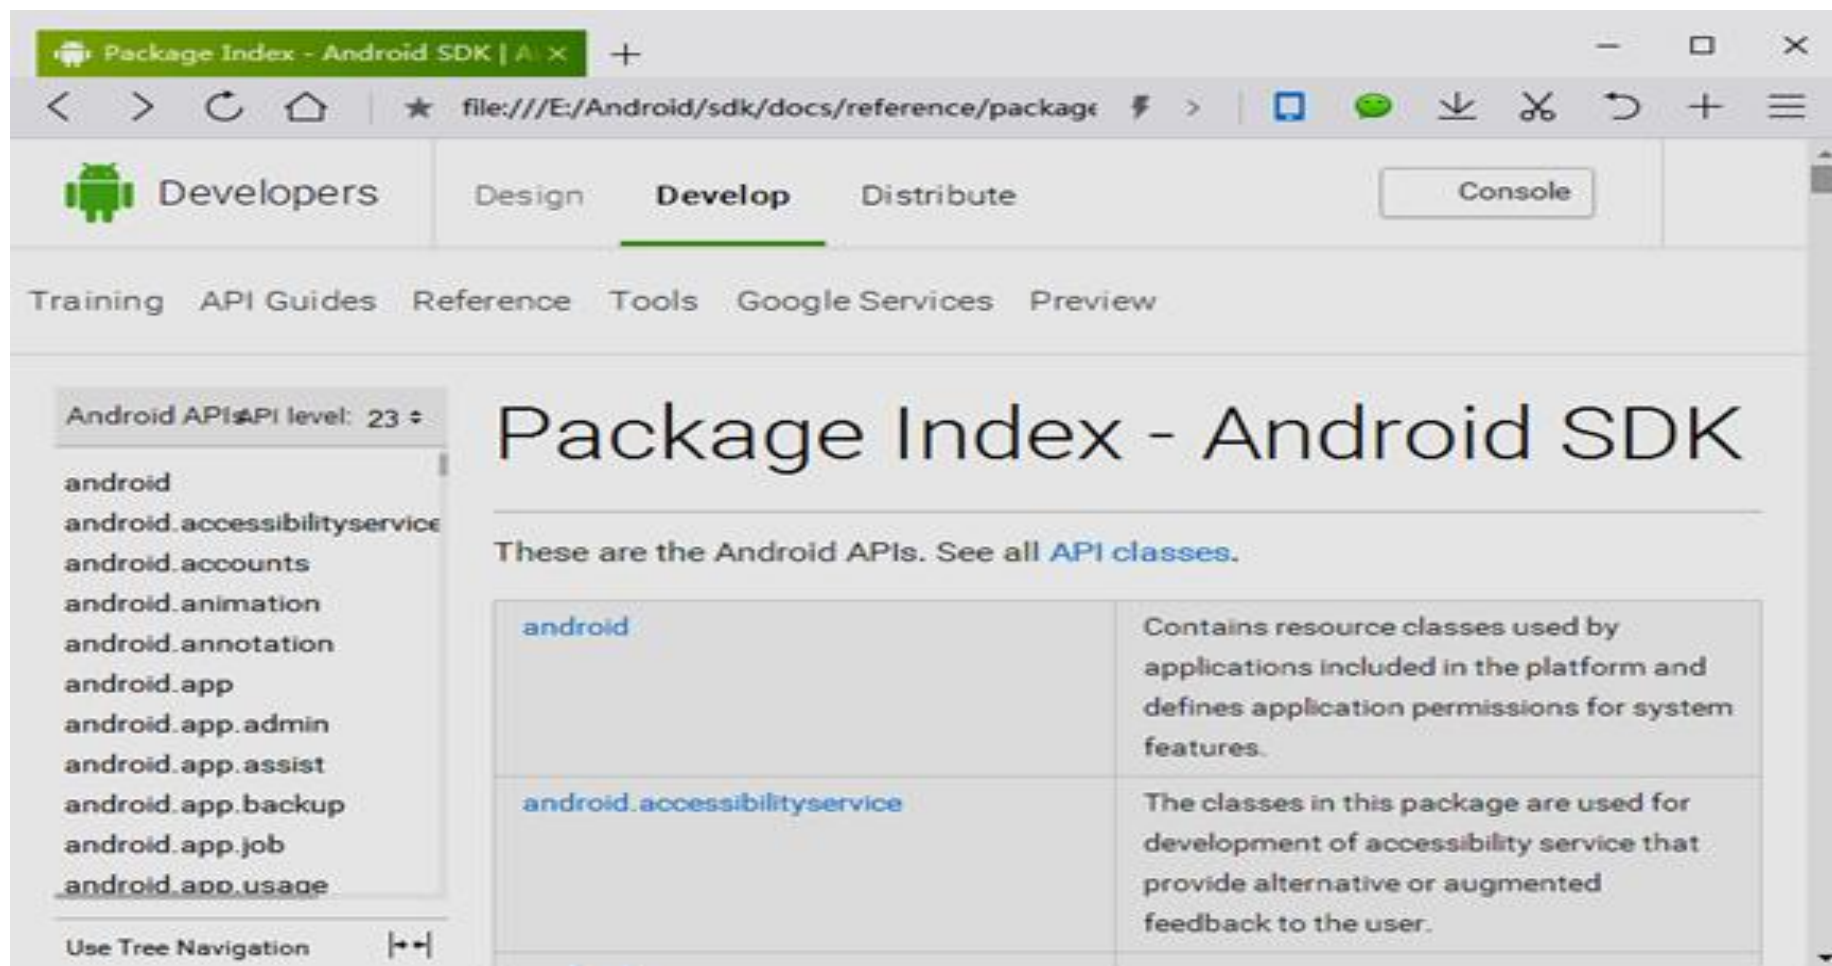 Package Index - Android SDK | A
file:///E:/Android/sdk/docs/reference/package
Developers
Design Develop Distribute
Console
Training API Guides Reference Tools Google Services Preview
Android APIs API level: 23
android
android.accessibilityservice
android.accounts
android.animation
android.annotation
android.app
android.app.admin
android.app.assist
android.app.backup
android.app.job
android.app.usage
Use Tree Navigation
Package Index - Android SDK
These are the Android APIs. See all API classes.
android
Contains resource classes used by
applications included in the platform and
defines application permissions for system
features.
android.accessibilityservice
The classes in this package are used for
development of accessibility service that
provide alternative or augmented
feedback to the user.